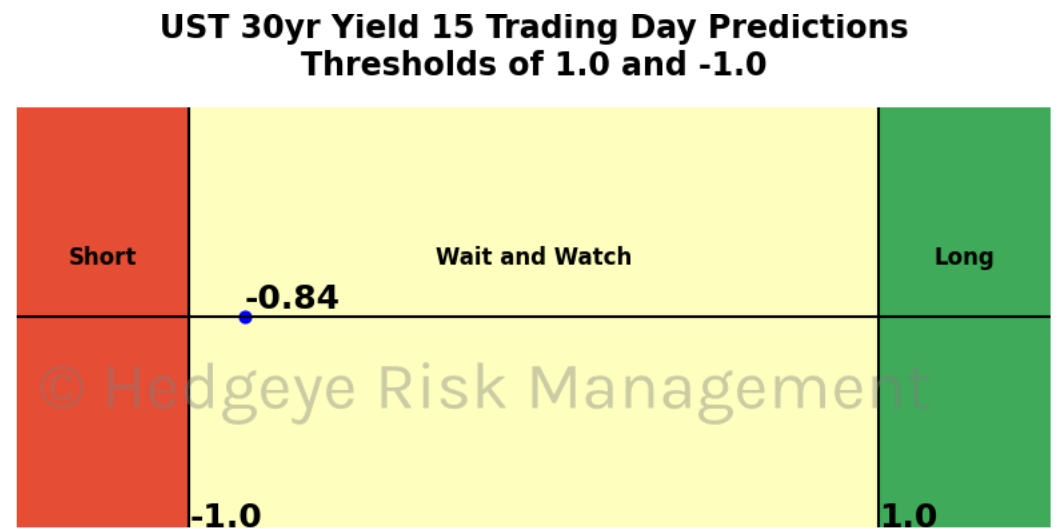 UST 30yr Yield 15 Trading Day Predictions
Thresholds of 1.0 and -1.0
Short
Wait and Watch
Long
-0.84
© Hedgeye Risk Management
-1.0
1.0